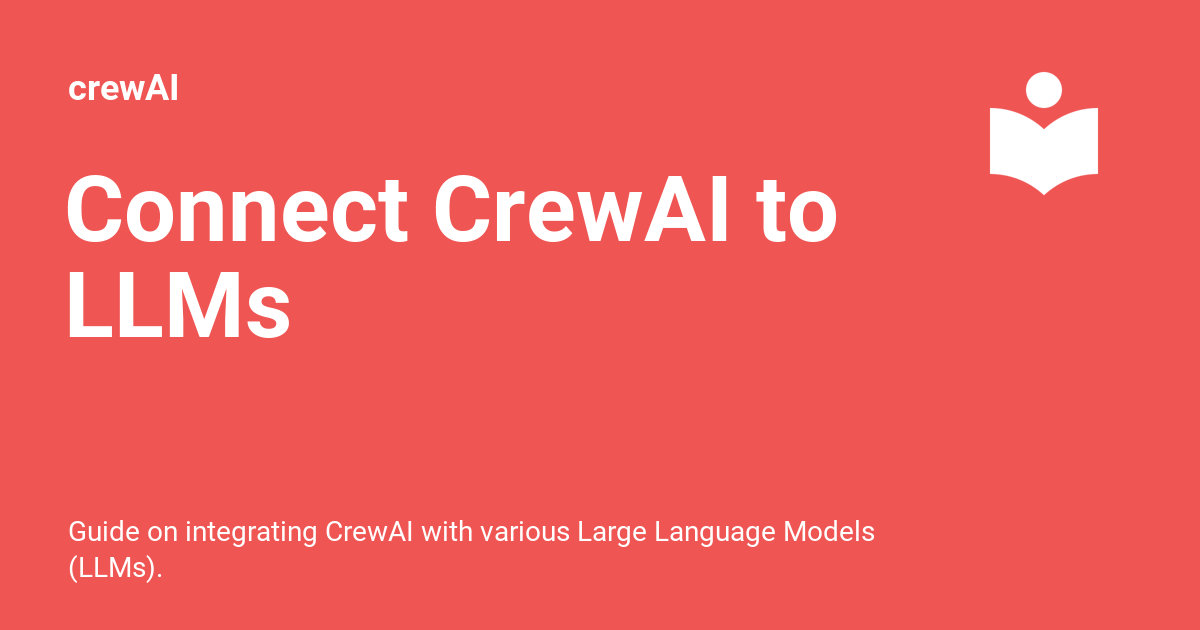 crewAI
Connect CrewAI to
LLMs
Guide on integrating CrewAI with various Large Language Models
(LLMs).